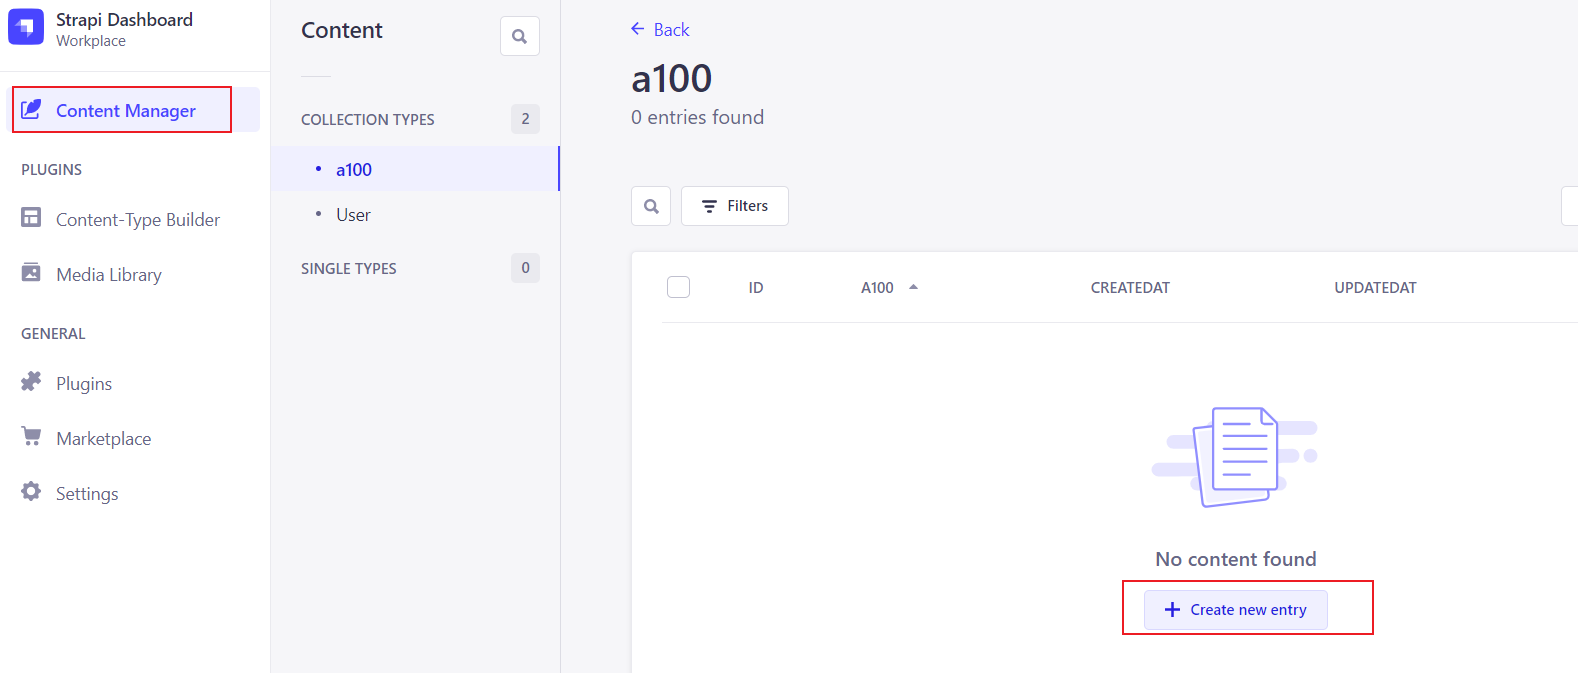 Strapi Dashboard
Workplace
Content Manager
PLUGINS
Content-Type Builder
Media Library
GENERAL
Plugins
Marketplace
Settings
Content
COLLECTION TYPES 2
a100
User
SINGLE TYPES 0
Back
a100
0 entries found
Filters
ID A100 CREATEDAT UPDATEDAT
No content found
Create new entry